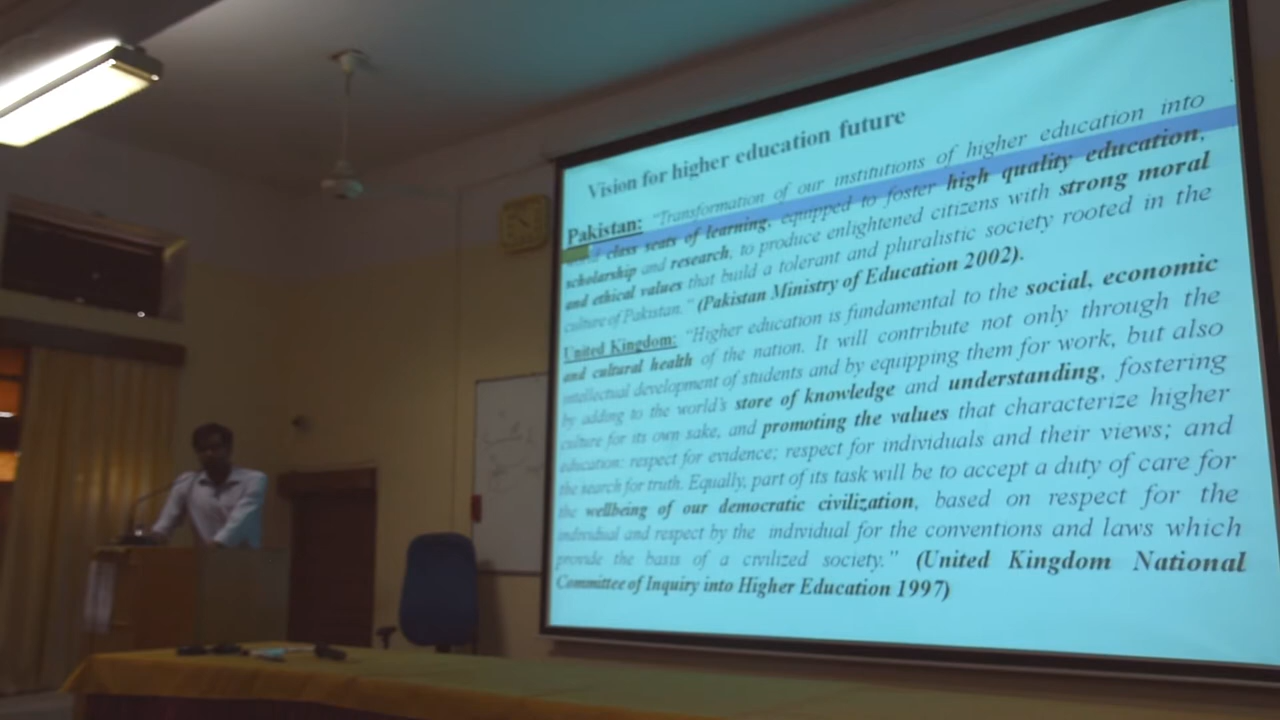 Vision for higher education future
Pakistan: “Transformation of our institutions of higher education into
class seats of learning, equipped to foster high quality education,
scholarship and research, to produce enlightened citizens with strong moral
and ethical values that build a tolerant and pluralistic society rooted in the
culture of Pakistan.” (Pakistan Ministry of Education 2002).
United Kingdom: “Higher education is fundamental to the social, economic
and cultural health of the nation. It will contribute not only through the
intellectual development of students and by equipping them for work, but also
by adding to the world’s store of knowledge and understanding, fostering
culture for its own sake, and promoting the values that characterize higher
education: respect for evidence; respect for individuals and their views; and
the search for truth. Equally, part of its task will be to accept a duty of care for
the wellbeing of our democratic civilization, based on respect for the
individual and respect by the individual for the conventions and laws which
provide the basis of a civilized society.” (United Kingdom National
Committee of Inquiry into Higher Education 1997)